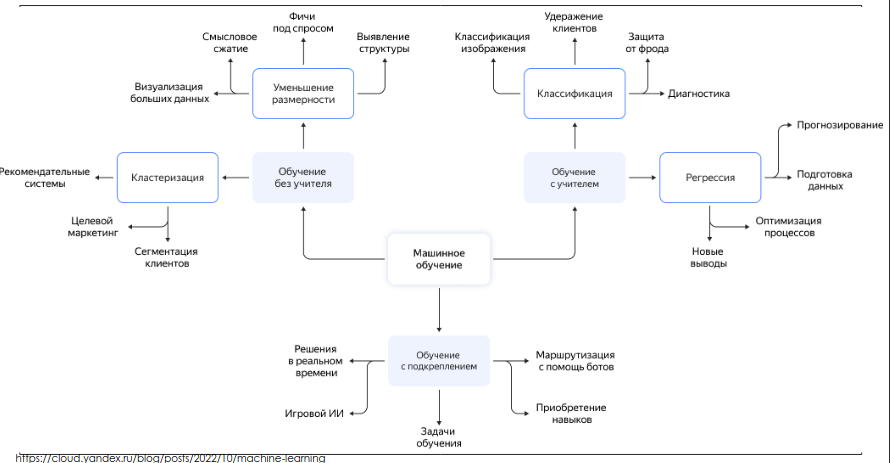 Фичи
под спросом
Смысловое
сжатие
Выявление
структуры
Визуализация
больших данных
Уменьшение
размерности
Удеражение
клиентов
Классификация
изображения
Защита
от фрода
Классификация
Диагностика
Прогнозирование
Рекомендательные
системы
Кластеризация
Обучение
без учителя
Обучение
с учителем
Регрессия
Подготовка
данных
Целевой
маркетинг
Сегментация
клиентов
Оптимизация
процессов
Новые
выводы
Машинное
обучение
Решения
в реальном
времени
Обучение
с подкреплением
Маршрутизация
с помощь ботов
Игровой ИИ
Приобретение
навыков
Задачи
обучения
https://cloud.yandex.ru/blog/posts/2022/10/machine-learning